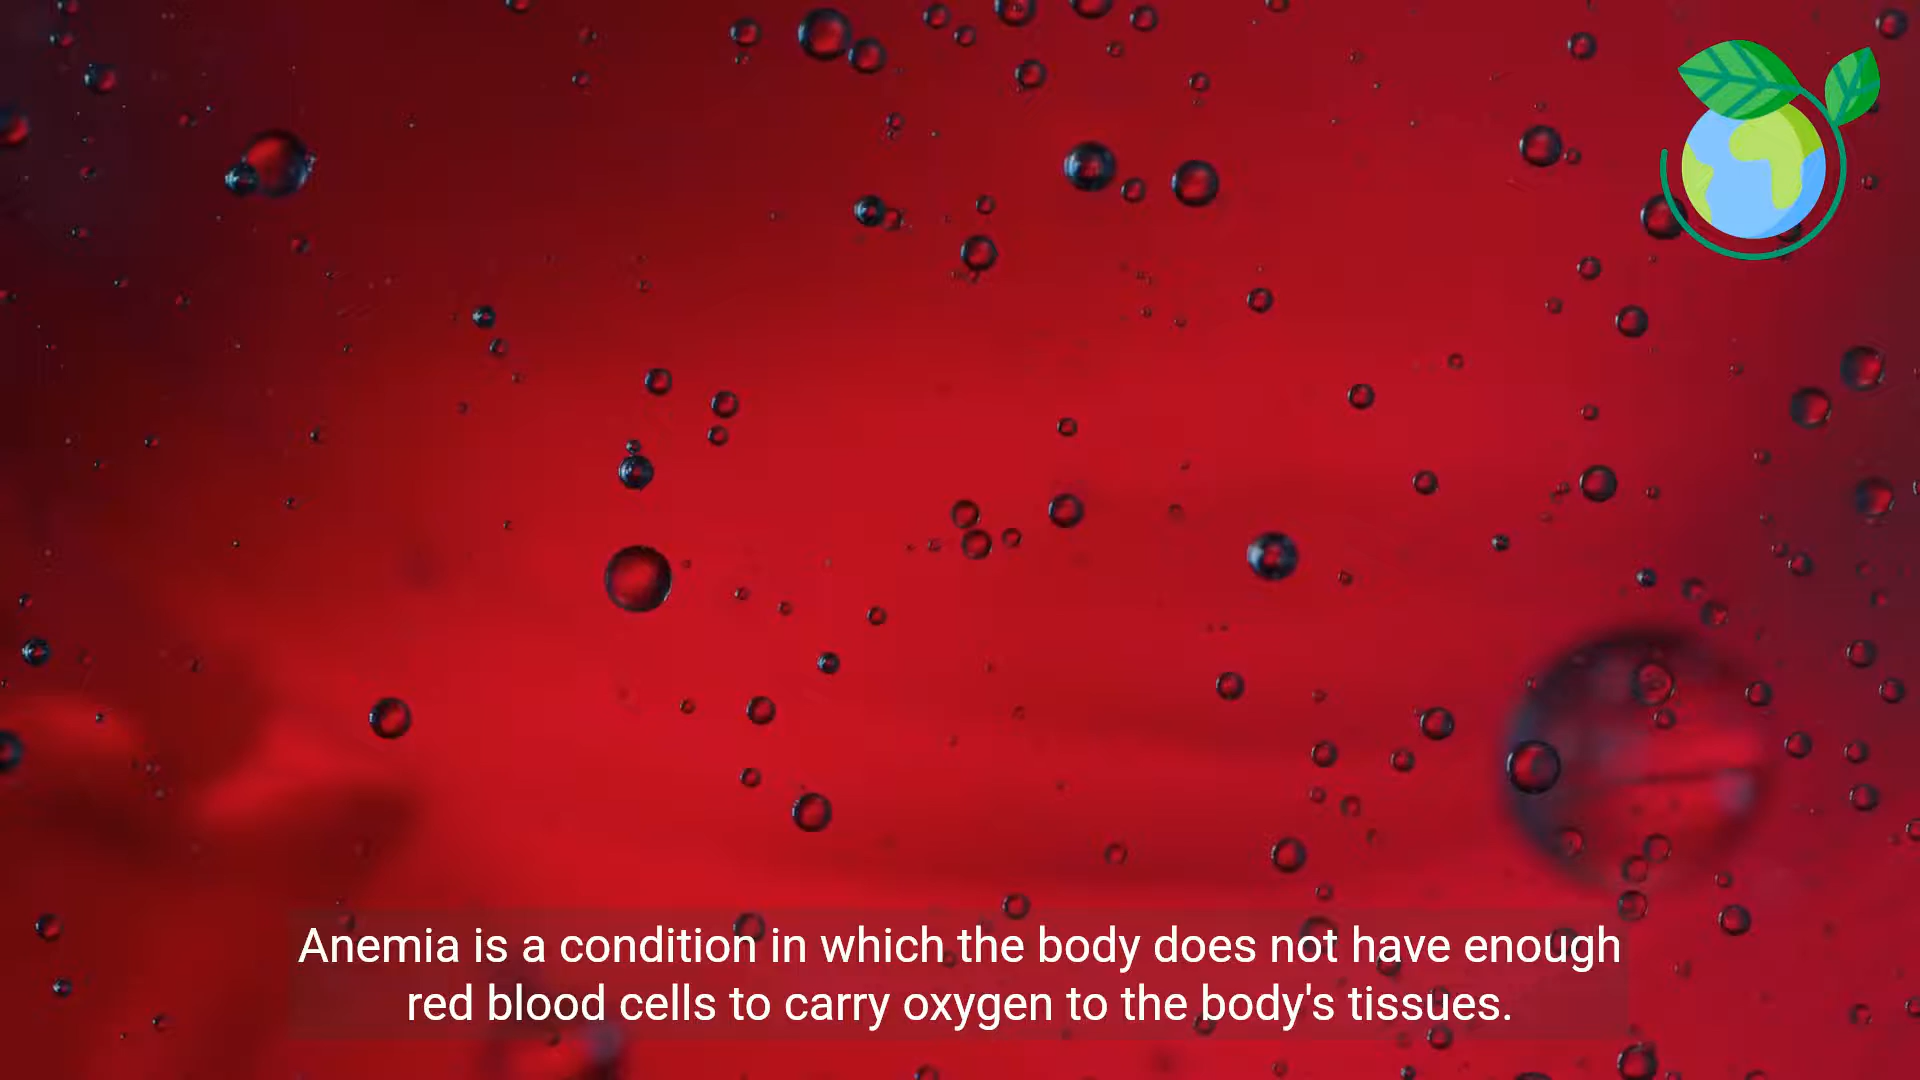 Anemia is a condition in which the body does not have enough
red blood cells to carry oxygen to the body's tissues.